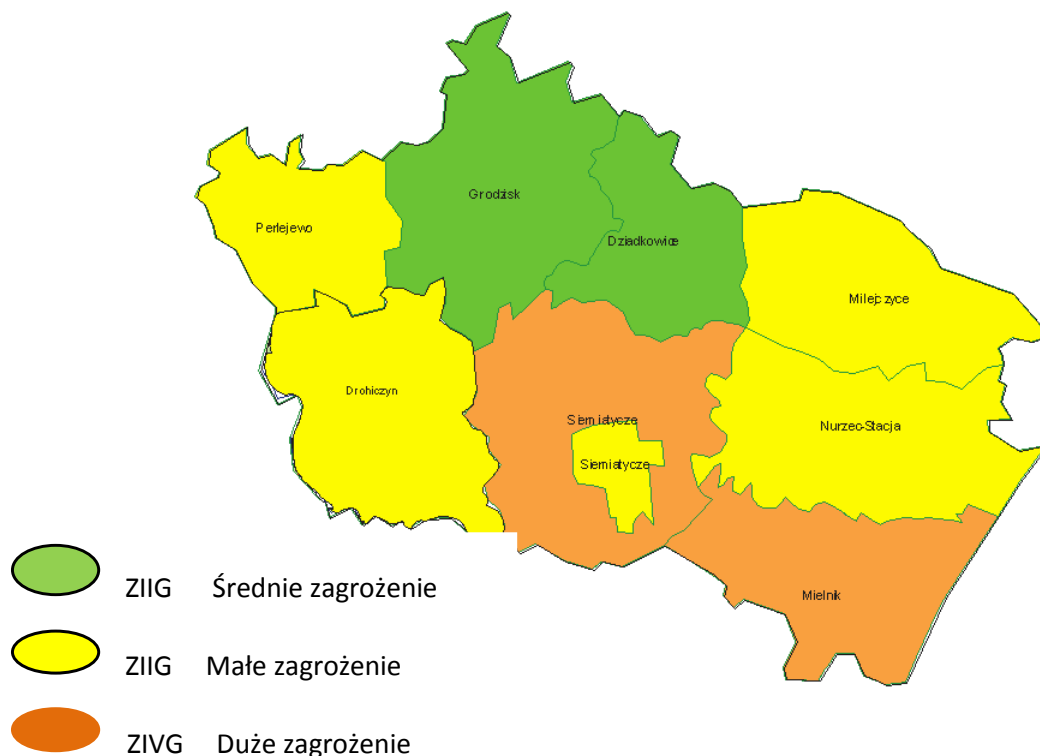 Grodzisk
Perlejewo
Dziadkowice
Milejczyce
Drohiczyn
Siemiatycze
Nurzec-Stacja
Siemiatycze
Mielnik
ZIIG Średnie zagrożenie
ZIIG Małe zagrożenie
ZIVG Duże zagrożenie